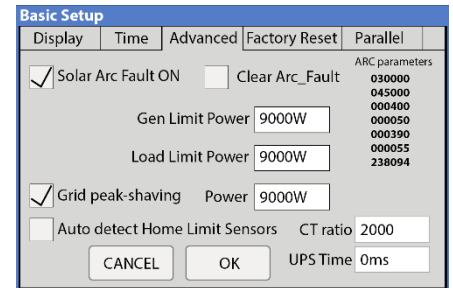 Basic Setup
Display Time Advanced Factory Reset Parallel
ARC parameters
Solar Arc Fault ON Clear Arc_Fault
030000
045000
000400
000050
000390
000055
238094
Gen Limit Power 9000W
Load Limit Power 9000W
Grid peak-shaving Power 9000W
Auto detect Home Limit Sensors CT ratio 2000
CANCEL OK UPS Time 0ms